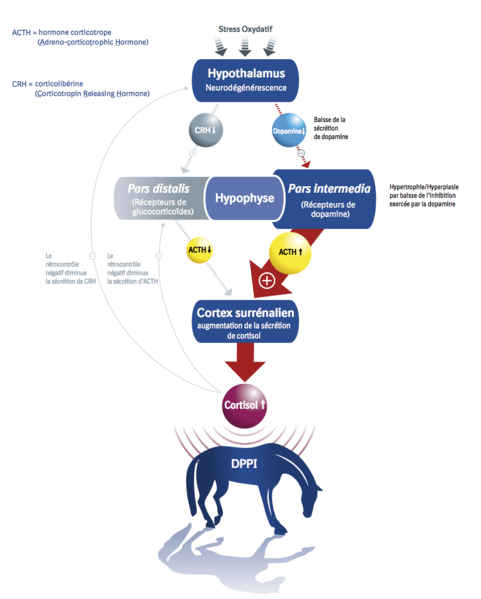 Stress Oxydatif
ACTH = hormone corticotrope
(Adreno-corticotrophic Hormone)
CRH = corticolibérine
(Corticotropin Releasing Hormone)
Hypothalamus
Neurodégénérescence
CRH ↓
Dopamine↓
Baisse de la
sécrétion
de dopamine
Pars distalis
(Récepteurs de
glucocorticoïdes)
Hypophyse
Pars intermedia
(Récepteurs de
dopamine)
Hypertrophie/Hyperplasie
par baisse de l'inhibition
exercée par la dopamine
Le
rétrocontrôle
négatif diminue
la sécrétion de CRH
Le
rétrocontrôle
négatif diminue
la sécrétion d'ACTH
ACTH ↓
ACTH ↑
Cortex surrénalien
augmentation de la sécrétion
de cortisol
Cortisol ↑
DPPI